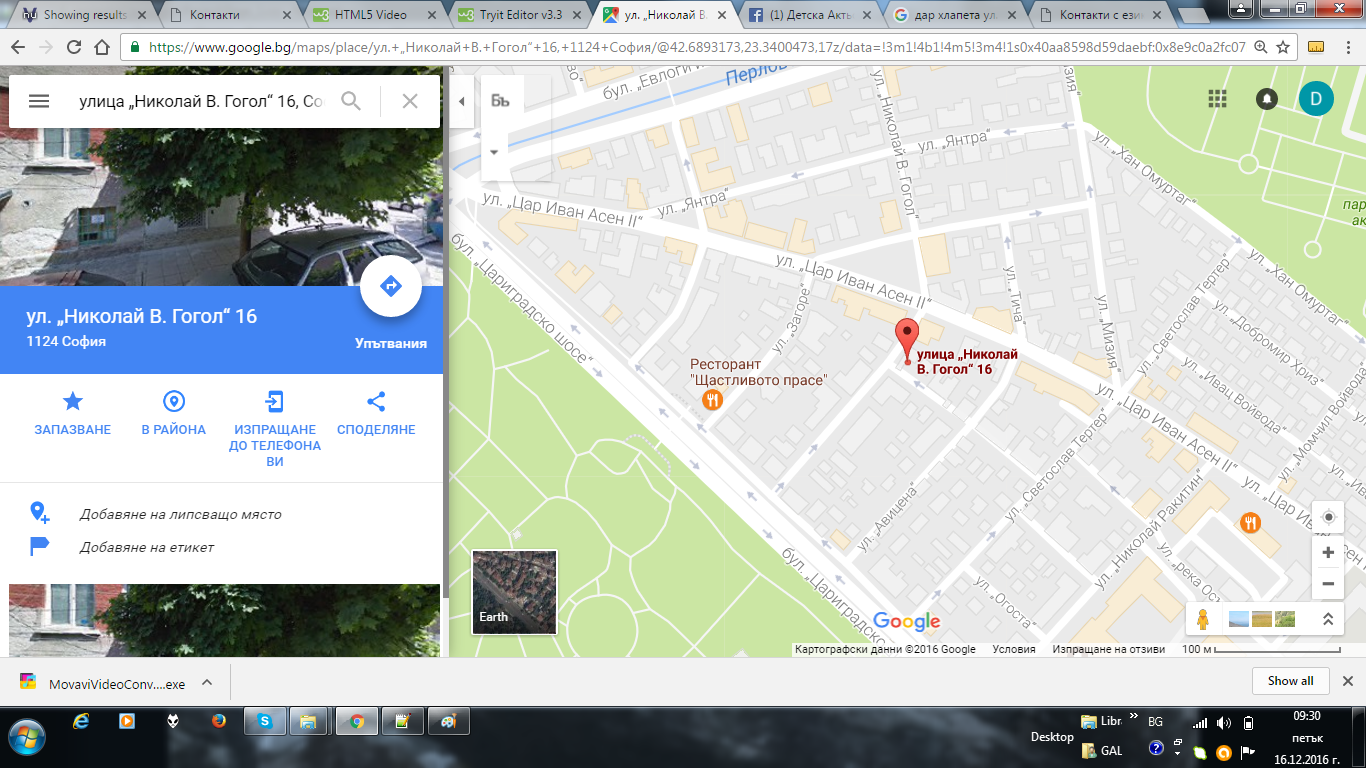 Showing results
Контакти
HTML5 Video
Tryit Editor v3.3
ул. „Николай В.
(1) Детска Акть
дар хлапета ул.
Контакти с ези
https://www.google.bg/maps/place/ул.+„Николай+В.+Гогол“+16,+1124+София/@42.6893173,23.3400473,17z/data=!3m1!4b1!4m5!3m4!1s0x40aa8598d59daebf:0x8e9c0a2fc07
улица „Николай В. Гогол“ 16, Со
ул. „Николай В. Гогол“ 16
1124 София
Упътвания
ЗАПАЗВАНЕ
В РАЙОНА
ИЗПРАЩАНЕ
ДО ТЕЛЕФОНА
ВИ
СПОДЕЛЯНЕ
Добавяне на липсващо място
Добавяне на етикет
Бъ
D
бул. „Евлоги И
Перлов
ул. „Николай В. Гогол“
ул. „Янтра“
Мизия“
ул. „Хан Омуртаг“
пар
ак
ул. „Цар Иван Асен II“
ул. „Янтра“
бул. „Цариградско шосе“
ул. „Цар Иван Асен II“
ул. „Загоре“
ул. „Тича“
ул. „Мизия“
ул. „Светослав Тертер“
ул. „Хан Омуртаг“
ул. „Добромир Хриз“
ул. „Ивац Войвода“
ул. „Момчил Войвода“
улица „Николай
В. Гогол“ 16
Ресторант
"Щастливото прасе"
ул. „Цар Иван Асен II“
ул. „Цар Иван Асен II“
ул. „Светослав Тертер“
ул. „Авицена“
ул. „Николай Ракитин“
ул. „река Ос
ул. „Огоста“
бул. „Цариградско
Earth
Google
Картографски данни ©2016 Google
Условия
Изпращане на отзиви
100 м
MovaviVideoConv....exe
Show all
Desktop
Libr
GAL
BG
09:30
петък
16.12.2016 г.